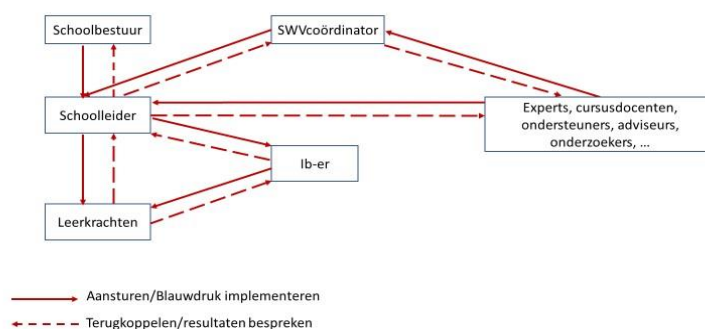 Schoolbestuur
SWVcoördinator
Schoolleider
Experts, cursusdocenten,
ondersteuners, adviseurs,
onderzoekers, ...
Ib-er
Leerkrachten
Aansturen/Blauwdruk implementeren
Terugkoppelen/resultaten bespreken